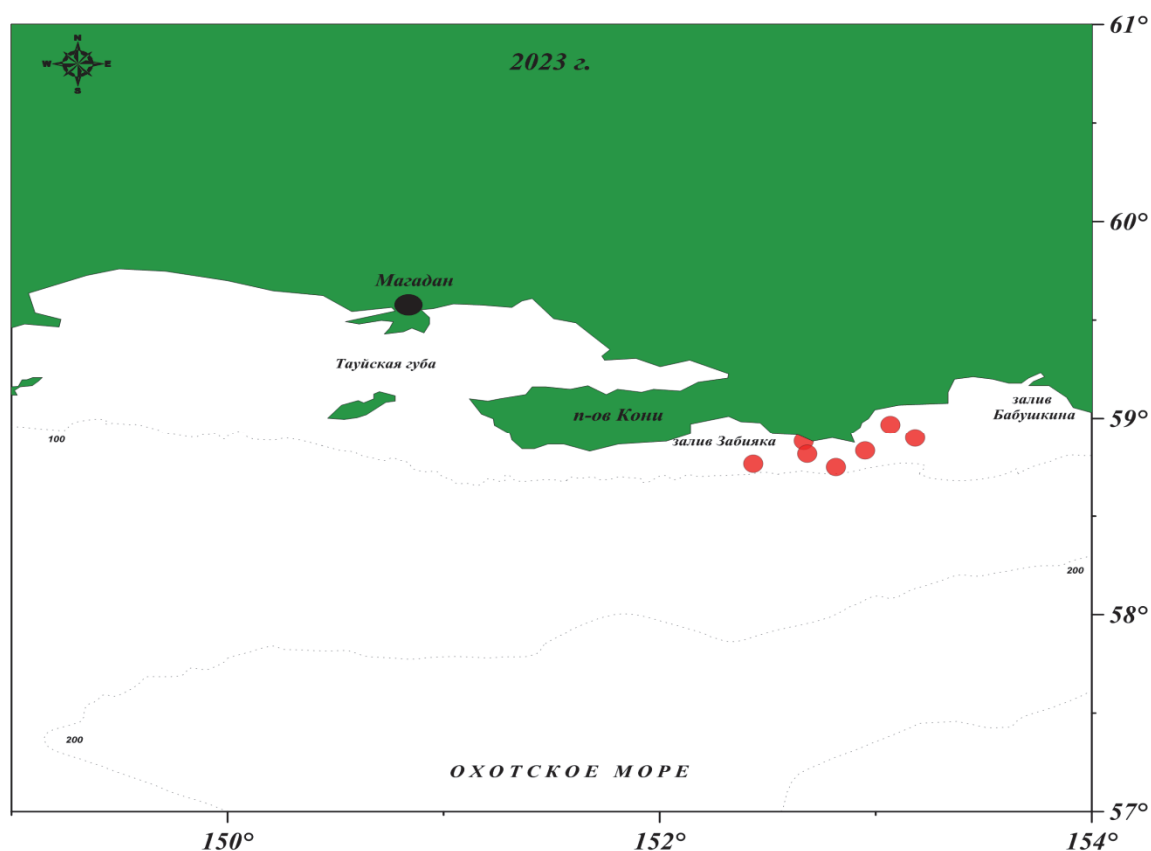 61°
N
2023 г.
W E
S
60°
Магадан
Тауйская губа
залив
Бабушкина
п-ов Кони
59°
100
залив Забияка
200
58°
200
ОХОТСКОЕ МОРЕ
57°
150°
152°
154°